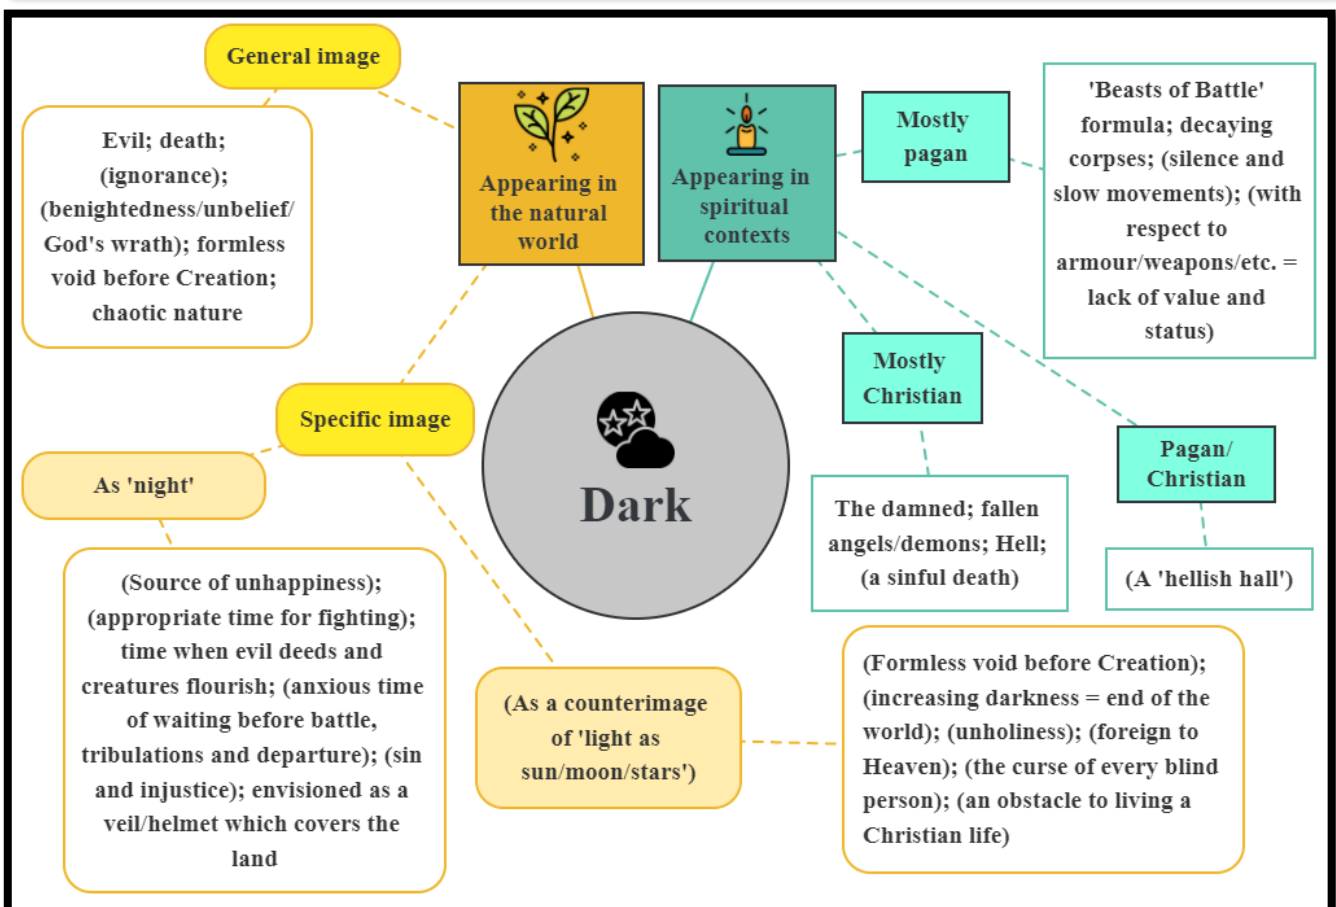 General image
Evil; death;
(ignorance);
(benightedness/unbelief/
God's wrath); formless
void before Creation;
chaotic nature
Appearing in
the natural
world
Appearing in
spiritual
contexts
Mostly
pagan
'Beasts of Battle'
formula; decaying
corpses; (silence and
slow movements); (with
respect to
armour/weapons/etc. =
lack of value and
status)
Mostly
Christian
Specific image
Dark
Pagan/
Christian
As 'night'
The damned; fallen
angels/demons; Hell;
(a sinful death)
(A 'hellish hall')
(Source of unhappiness);
(appropriate time for fighting);
time when evil deeds and
creatures flourish; (anxious time
of waiting before battle,
tribulations and departure); (sin
and injustice); envisioned as a
veil/helmet which covers the
land
(As a counterimage
of 'light as
sun/moon/stars')
(Formless void before Creation);
(increasing darkness = end of the
world); (unholiness); (foreign to
Heaven); (the curse of every blind
person); (an obstacle to living a
Christian life)